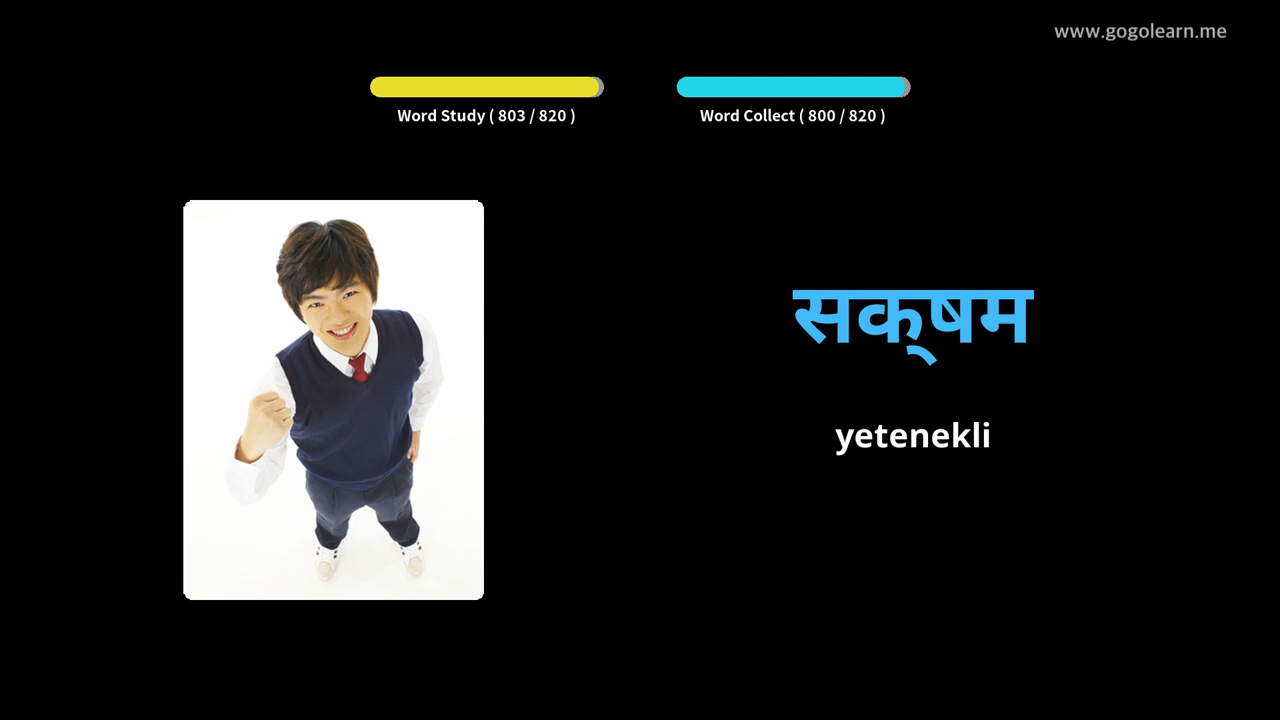 www.gogolearn.me
Word Study ( 803 / 820 )
Word Collect ( 800 / 820 )
सक्षम
yetenekli